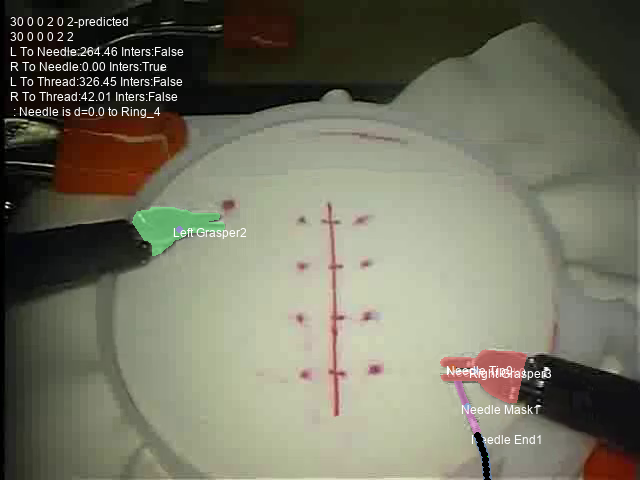 30 0 0 2 0 2-predicted
30 0 0 0 2 2
L To Needle:264.46 Inters:False
R To Needle:0.00 Inters:True
L To Thread:326.45 Inters:False
R To Thread:42.01 Inters:False
: Needle is d=0.0 to Ring_4
Left Grasper2
Right Grasper3
Needle Mask1
Needle End1